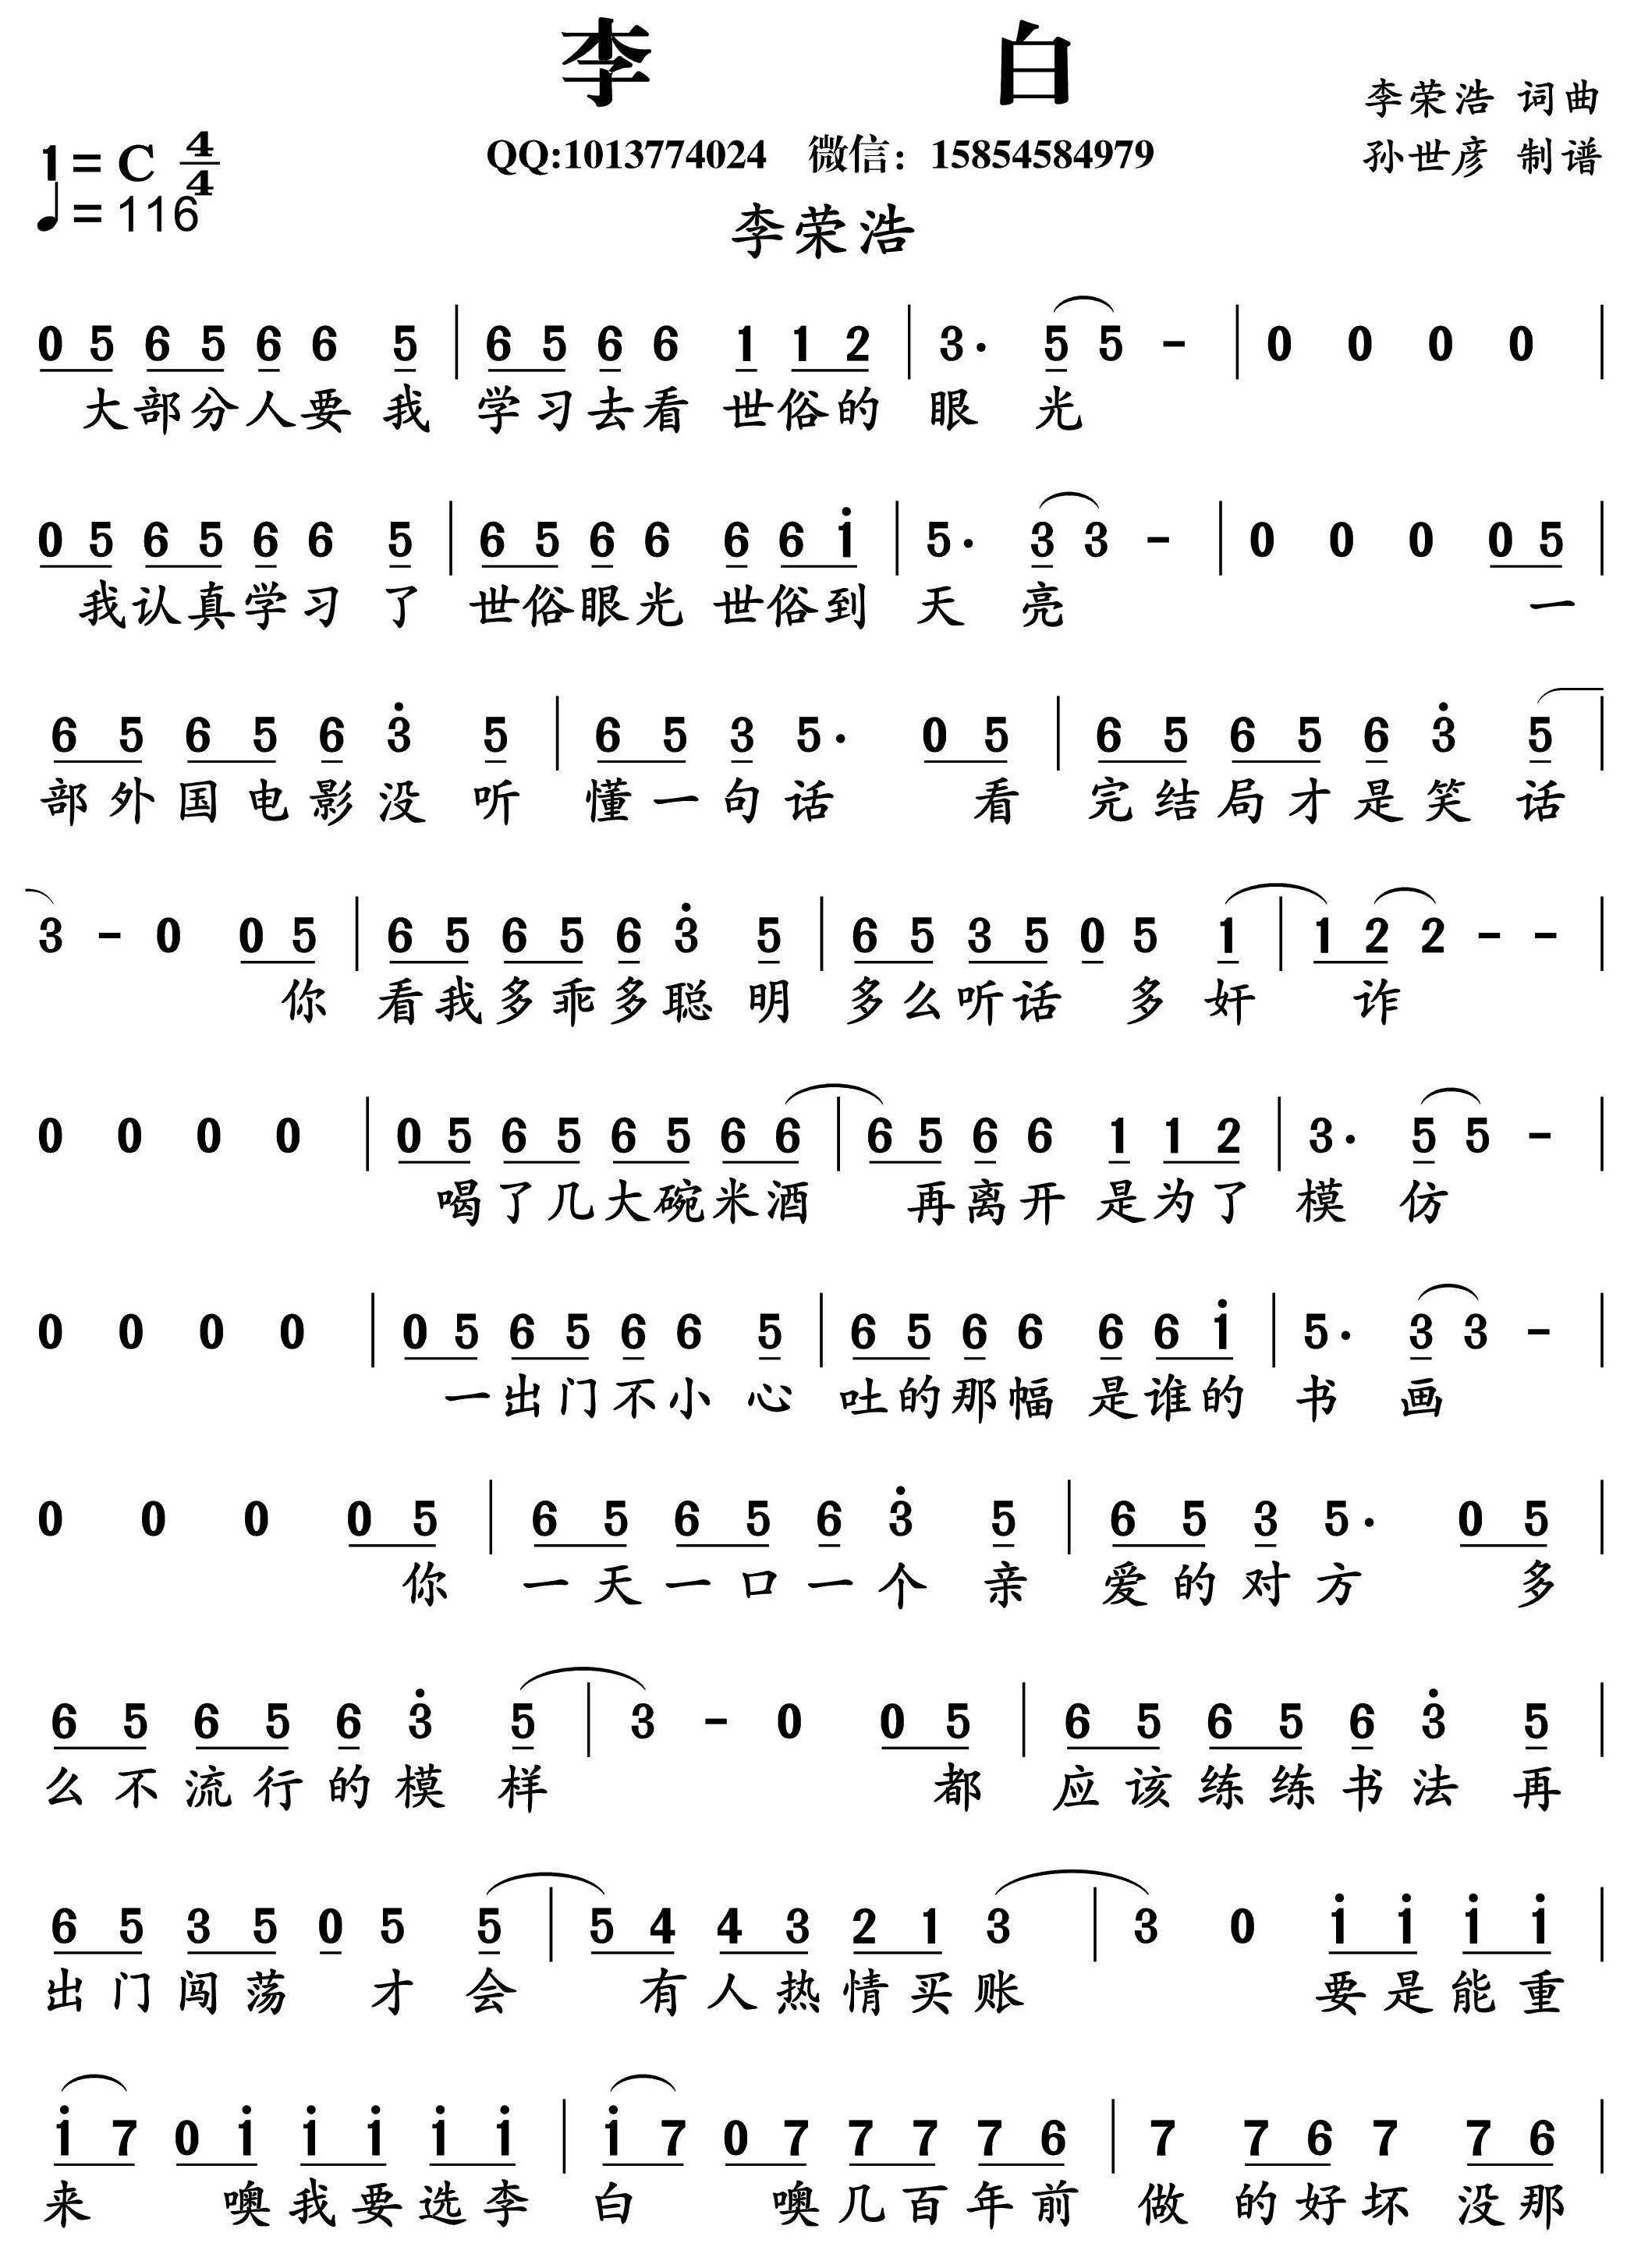 李 白
李荣浩 词曲
1=C 4/4 QQ:1013774024 微信：15854584979 孙世彦 制谱
♩=116
李荣浩
0 5 6 5 6 6 5 | 6 5 6 6 1 1 2 | 3· 5 5 - | 0 0 0 0 |
大部分人要 我 学习去看 世俗的 眼 光
0 5 6 5 6 6 5 | 6 5 6 6 6 6 i | 5· 3 3 - | 0 0 0 0 5 |
我认真学习 了 世俗眼光 世俗到 天 亮 一
6 5 6 5 6 3̇ 5 | 6 5 3 5· 0 5 | 6 5 6 5 6 3̇ 5 |
部外国电影没 听 懂一句话 看 完结局才是笑 话
3 - 0 0 5 | 6 5 6 5 6 3̇ 5 | 6 5 3 5 0 5 1 | 1 2 2 - - |
你 看我多乖多聪 明 多么听话 多 奸 诈
0 0 0 0 | 0 5 6 5 6 5 6 6 | 6 5 6 6 1 1 2 | 3· 5 5 - |
喝了几大碗米酒 再离开 是为了 模 仿
0 0 0 0 | 0 5 6 5 6 6 5 | 6 5 6 6 6 6 i | 5· 3 3 - |
一出门不小 心 吐的那幅 是谁的 书 画
0 0 0 0 5 | 6 5 6 5 6 3̇ 5 | 6 5 3 5· 0 5 |
你 一天一口一个 亲 爱的对方 多
6 5 6 5 6 3̇ 5 | 3 - 0 0 5 | 6 5 6 5 6 3̇ 5 |
么不流行的模 样 都 应该练练书法 再
6 5 3 5 0 5 5 | 5 4 4 3 2 1 3 | 3 0 i i i i |
出门闯荡 才 会 有人热情买账 要是能重
i 7 0 i i i i i | i 7 0 7 7 7 7 6 | 7 7 6 7 7 6 |
来 噢我要选李 白 噢几百年前 做 的好坏 没那